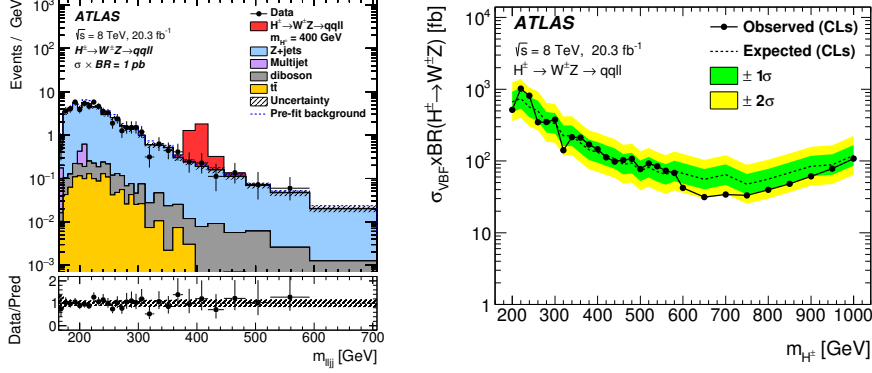 Events / GeV
10³
10²
10
1
10⁻¹
10⁻²
10⁻³
ATLAS
√s = 8 TeV, 20.3 fb⁻¹
H±→W±Z→qqll
σ × BR = 1 pb
Data
H±→W±Z→qqll
m_H± = 400 GeV
Z+jets
Multijet
diboson
tt̄
Uncertainty
Pre-fit background
Data/Pred
2
1
0
200 300 400 500 600 700
m_lljj [GeV]
σ_VBFxBR(H±→W±Z) [fb]
10⁴
10³
10²
10
1
ATLAS
√s = 8 TeV, 20.3 fb⁻¹
H± → W±Z → qqll
Observed (CLs)
Expected (CLs)
± 1σ
± 2σ
200 300 400 500 600 700 800 900 1000
m_H± [GeV]